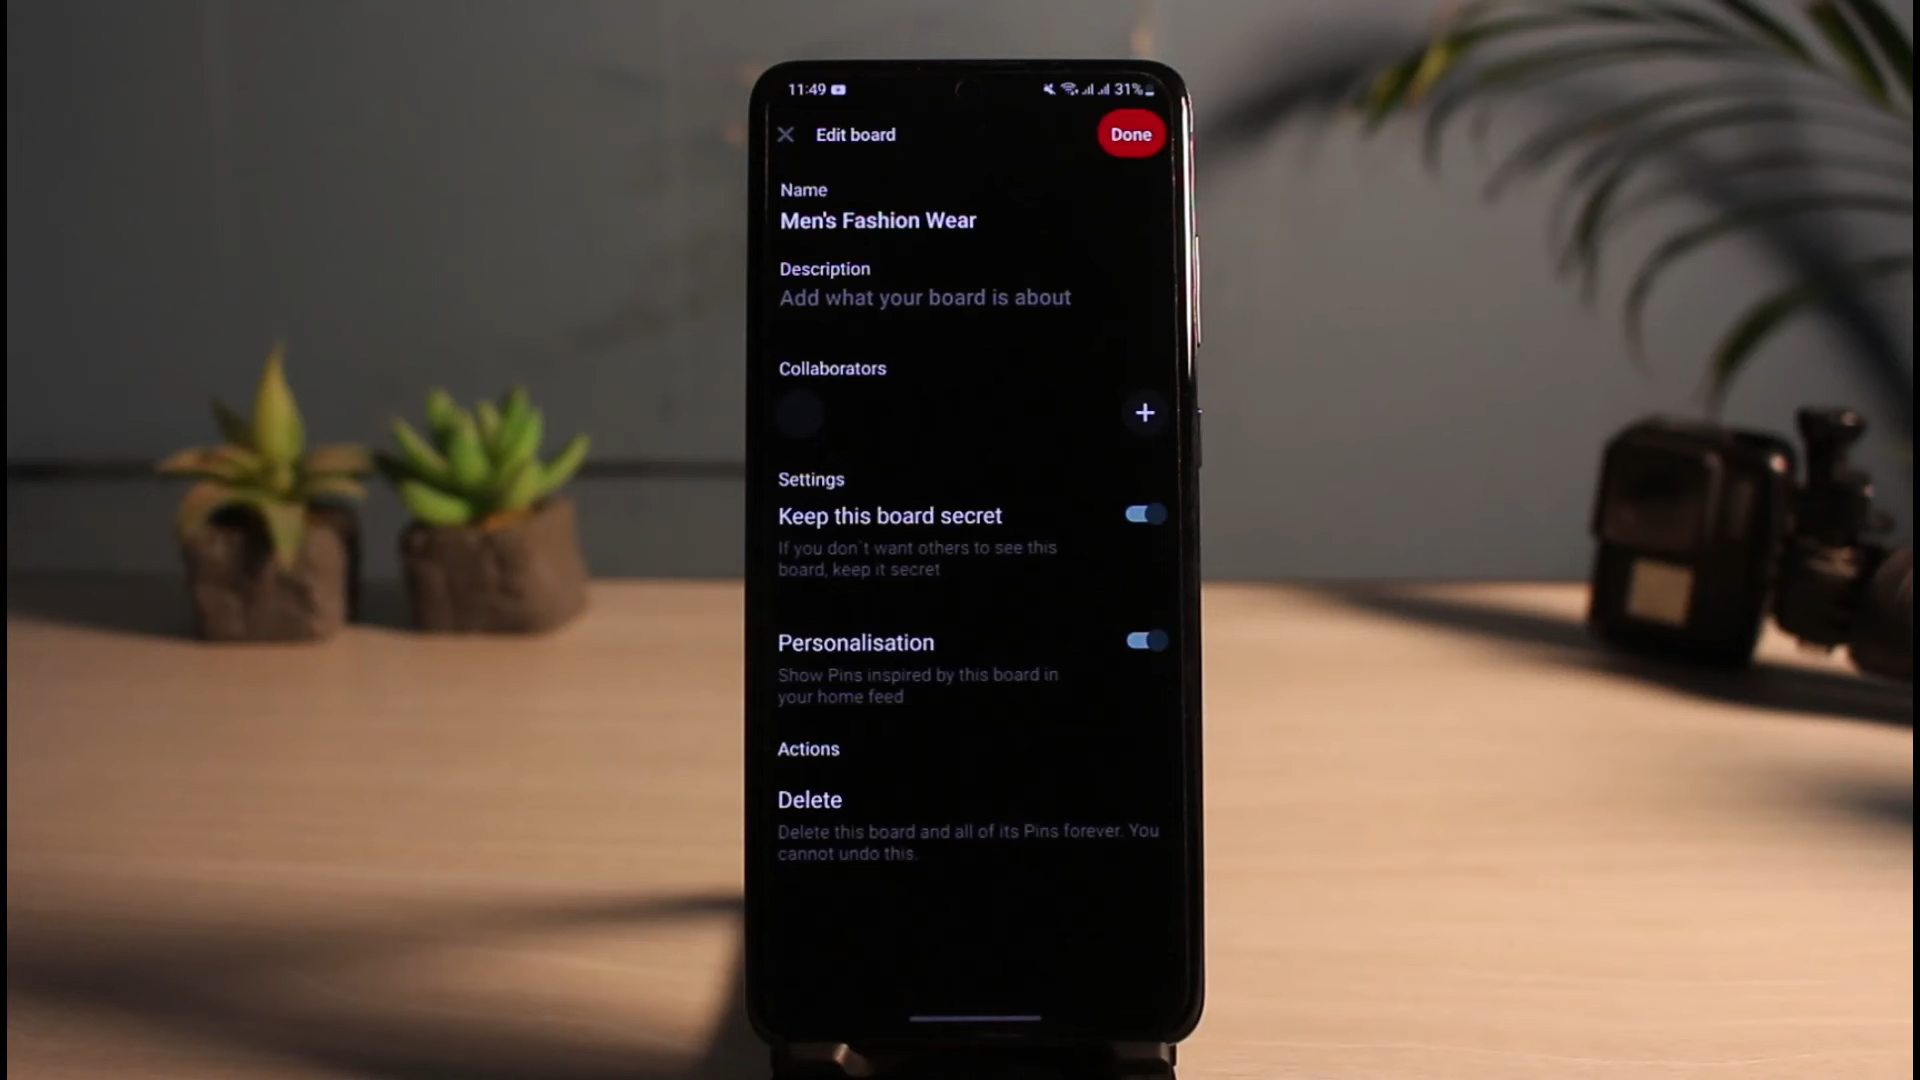 11:49 31%
Edit board
Done
Name
Men's Fashion Wear
Description
Add what your board is about
Collaborators
+
Settings
Keep this board secret
If you don't want others to see this
board, keep it secret
Personalisation
Show Pins inspired by this board in
your home feed
Actions
Delete
Delete this board and all of its Pins forever. You
cannot undo this.